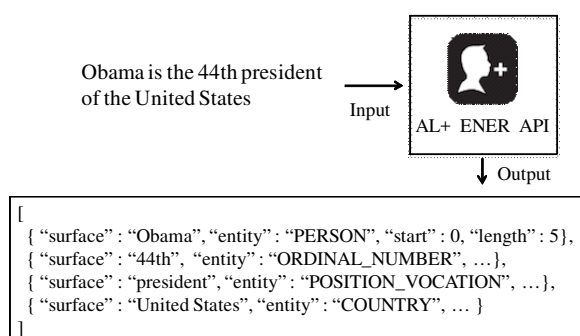 Obama is the 44th president
of the United States
Input
+
AL+ ENER API
Output
[
{ “surface” : “Obama”, “entity” : “PERSON”, “start” : 0, “length” : 5},
{ “surface” : “44th”, “entity” : “ORDINAL_NUMBER”, …},
{ “surface” : “president”, “entity” : “POSITION_VOCATION”, …},
{ “surface” : “United States”, “entity” : “COUNTRY”, … }
]